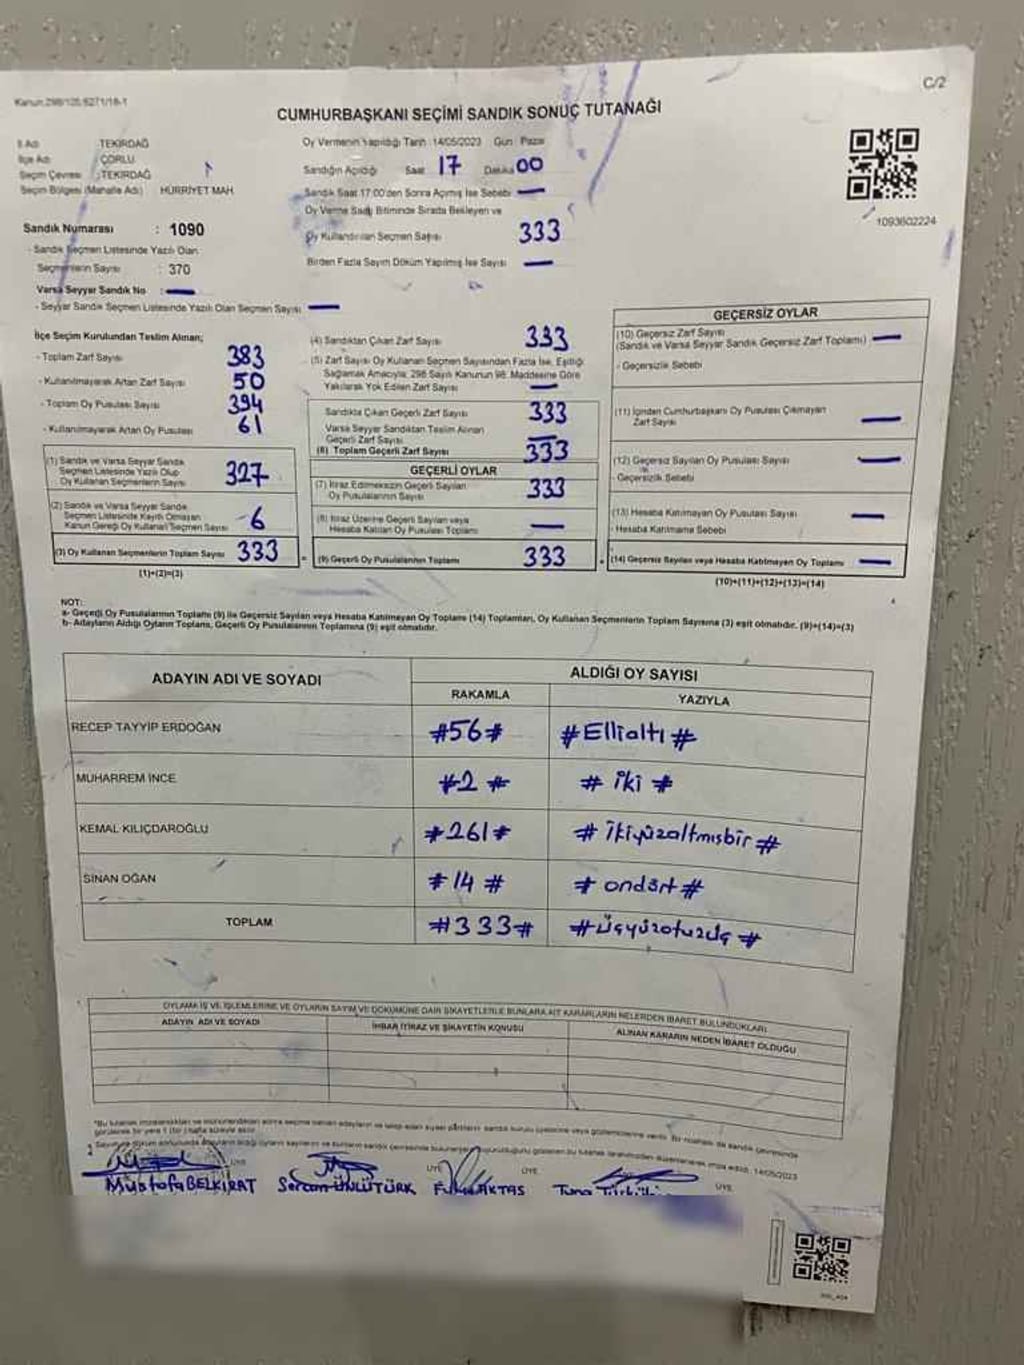 Kanun:298/105,6271/18-1
C/2
CUMHURBAŞKANI SEÇİMİ SANDIK SONUÇ TUTANAĞI
İl Adı TEKİRDAĞ
İlçe Adı ÇORLU
Seçim Çevresi :TEKİRDAĞ
Seçim Bölgesi (Mahalle Adı) HÜRRİYET MAH.
Sandık Numarası : 1090
- Sandık Seçmen Listesinde Yazılı Olan
Seçmenlerin Sayısı : 370
Varsa Seyyar Sandık No : —
- Seyyar Sandık Seçmen Listesinde Yazılı Olan Seçmen Sayısı —
Oy Vermenin Yapıldığı Tarih :14/05/2023 Gün : Pazar
Sandığın Açıldığı Saat 17 Dakika 00
Sandık Saat 17:00'den Sonra Açımış İse Sebebi —
Oy Verme Saati Bitiminde Sırada Bekleyen ve
Oy Kullandırılan Seçmen Sayısı 333
Birden Fazla Sayım Döküm Yapılmış İse Sayısı —
1093602224
İlçe Seçim Kurulundan Teslim Alınan;
- Toplam Zarf Sayısı 383
- Kullanılmayarak Artan Zarf Sayısı 50
- Toplam Oy Pusulası Sayısı 394
- Kullanılmayarak Artan Oy Pusulası 61
(1) Sandık ve Varsa Seyyar Sandık
Seçmen Listesinde Yazılı Olup
Oy Kullanan Seçmenlerin Sayısı 327
(2) Sandık ve Varsa Seyyar Sandık
Seçmen Listesinde Kayıtlı Olmayan
Kanun Gereği Oy Kullanan Seçmen Sayısı 6
(3) Oy Kullanan Seçmenlerin Toplam Sayısı 333
(1)+(2)=(3)
(4) Sandıktan Çıkan Zarf Sayısı 333
(5) Zarf Sayısı Oy Kullanan Seçmen Sayısından Fazla İse, Eşitliği
Sağlamak Amacıyla; 298 Sayılı Kanunun 98. Maddesine Göre
Yakılarak Yok Edilen Zarf Sayısı —
Sandıkta Çıkan Geçerli Zarf Sayısı 333
Varsa Seyyar Sandıktan Teslim Alınan
Geçerli Zarf Sayısı —
(6) Toplam Geçerli Zarf Sayısı 333
GEÇERLİ OYLAR
(7) İtiraz Edilmeksizin Geçerli Sayılan
Oy Pusulalarının Sayısı 333
(8) İtiraz Üzerine Geçerli Sayılan veya
Hesaba Katılan Oy Pusulası Toplamı —
(9) Geçerli Oy Pusulalarının Toplamı 333
GEÇERSİZ OYLAR
(10) Geçersiz Zarf Sayısı
(Sandık ve Varsa Seyyar Sandık Geçersiz Zarf Toplamı) —
- Geçersizlik Sebebi
(11) İçinden Cumhurbaşkanı Oy Pusulası Çıkmayan
Zarf Sayısı —
(12) Geçersiz Sayılan Oy Pusulası Sayısı —
- Geçersizlik Sebebi
(13) Hesaba Katılmayan Oy Pusulası Sayısı —
- Hesaba Katılmama Sebebi
(14) Geçersiz Sayılan veya Hesaba Katılmayan Oy Toplamı —
(10)+(11)+(12)+(13)=(14)
NOT:
a- Geçerli Oy Pusulalarının Toplamı (9) ile Geçersiz Sayılan veya Hesaba Katılmayan Oy Toplamı (14) Toplamları, Oy Kullanan Seçmenlerin Toplam Sayısına (3) eşit olmalıdır. (9)+(14)=(3)
b- Adayların Aldığı Oyların Toplamı, Geçerli Oy Pusulalarının Toplamına (9) eşit olmalıdır.
ADAYIN ADI VE SOYADI ALDIĞI OY SAYISI
RAKAMLA YAZIYLA
RECEP TAYYİP ERDOĞAN #56# #Ellialtı#
MUHARREM İNCE #2# #iki#
KEMAL KILIÇDAROĞLU #261# #ikiyüzaltmışbir#
SİNAN OĞAN #14# #ondört#
TOPLAM #333# #üçyüzotuzüç#
OYLAMA İŞ VE İŞLEMLERİNE VE OYLARIN SAYIM VE DÖKÜMÜNE DAİR ŞİKAYETLERLE BUNLARA AİT KARARLARIN NELERDEN İBARET BULUNDUKLARI
ADAYIN ADI VE SOYADI İHBAR İTİRAZ VE ŞİKAYETİN KONUSU ALINAN KARARIN NEDEN İBARET OLDUĞU
ÜYE ÜYE ÜYE ÜYE
Mustafa BELKIRAT Sercan ÜNLÜTÜRK AKTAS Tuna